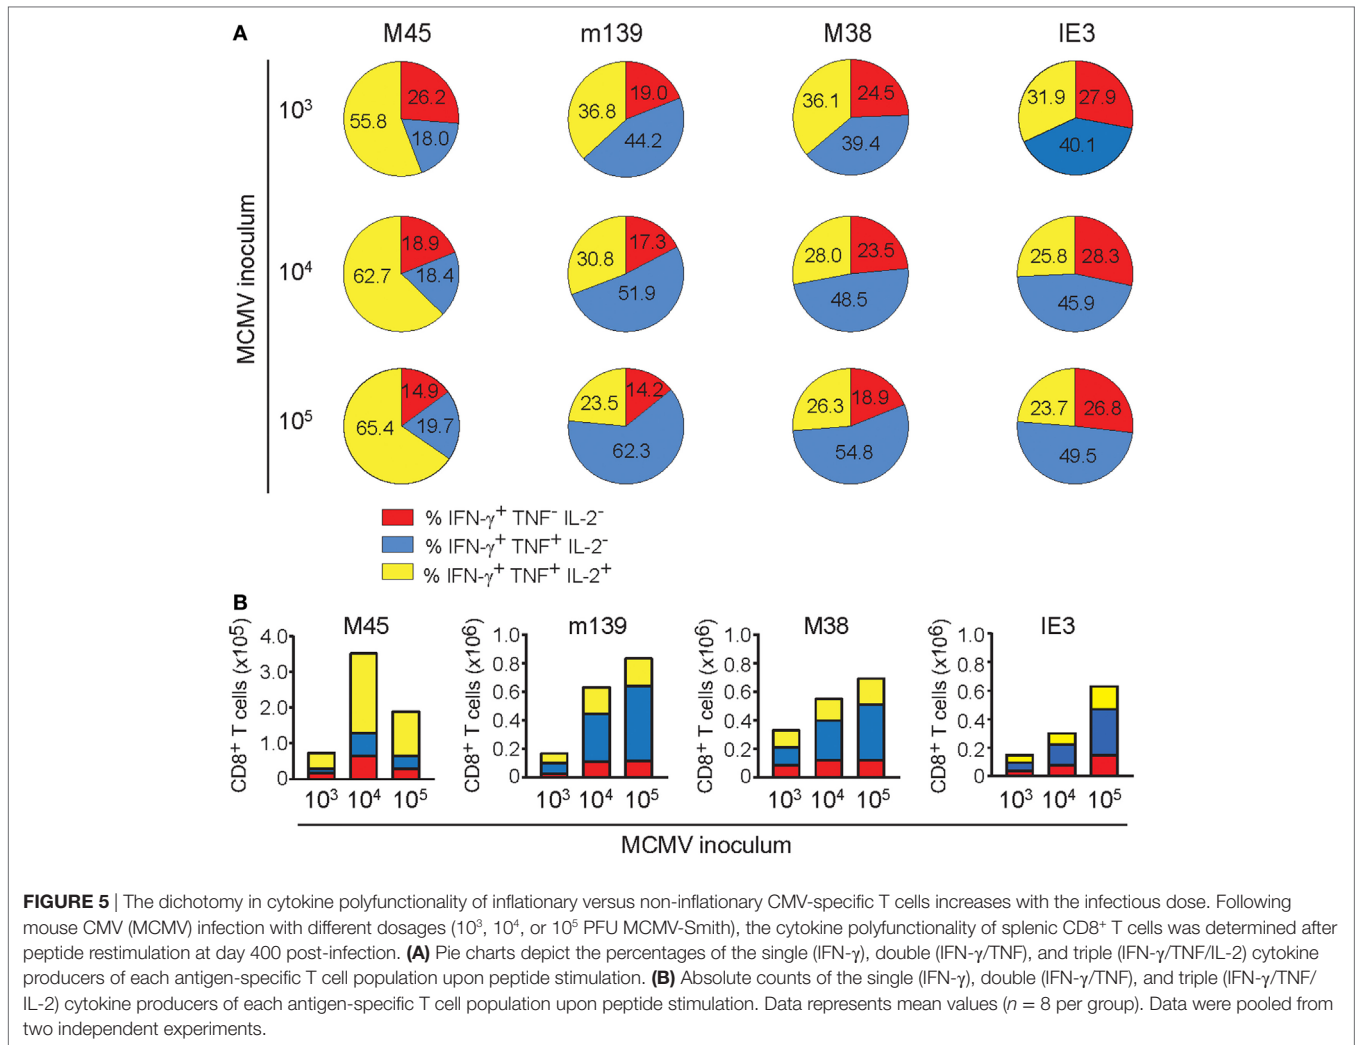 A
M45 m139 M38 IE3
MCMV inoculum
10³
55.8 26.2 18.0
36.8 19.0 44.2
36.1 24.5 39.4
31.9 27.9 40.1
10⁴
62.7 18.9 18.4
30.8 17.3 51.9
28.0 23.5 48.5
25.8 28.3 45.9
10⁵
65.4 14.9 19.7
23.5 14.2 62.3
26.3 18.9 54.8
23.7 26.8 49.5
% IFN-γ⁺ TNF⁻ IL-2⁻
% IFN-γ⁺ TNF⁺ IL-2⁻
% IFN-γ⁺ TNF⁺ IL-2⁺
B
M45
CD8⁺ T cells (x10⁵)
4.0
3.0
2.0
1.0
0
10³ 10⁴ 10⁵
m139
CD8⁺ T cells (x10⁶)
1.0
0.8
0.6
0.4
0.2
0
10³ 10⁴ 10⁵
M38
CD8⁺ T cells (x10⁶)
1.0
0.8
0.6
0.4
0.2
0
10³ 10⁴ 10⁵
IE3
CD8⁺ T cells (x10⁶)
1.0
0.8
0.6
0.4
0.2
0
10³ 10⁴ 10⁵
MCMV inoculum
FIGURE 5 | The dichotomy in cytokine polyfunctionality of inflationary versus non-inflationary CMV-specific T cells increases with the infectious dose. Following
mouse CMV (MCMV) infection with different dosages (10³, 10⁴, or 10⁵ PFU MCMV-Smith), the cytokine polyfunctionality of splenic CD8⁺ T cells was determined after
peptide restimulation at day 400 post-infection. (A) Pie charts depict the percentages of the single (IFN-γ), double (IFN-γ/TNF), and triple (IFN-γ/TNF/IL-2) cytokine
producers of each antigen-specific T cell population upon peptide stimulation. (B) Absolute counts of the single (IFN-γ), double (IFN-γ/TNF), and triple (IFN-γ/TNF/
IL-2) cytokine producers of each antigen-specific T cell population upon peptide stimulation. Data represents mean values (n = 8 per group). Data were pooled from
two independent experiments.